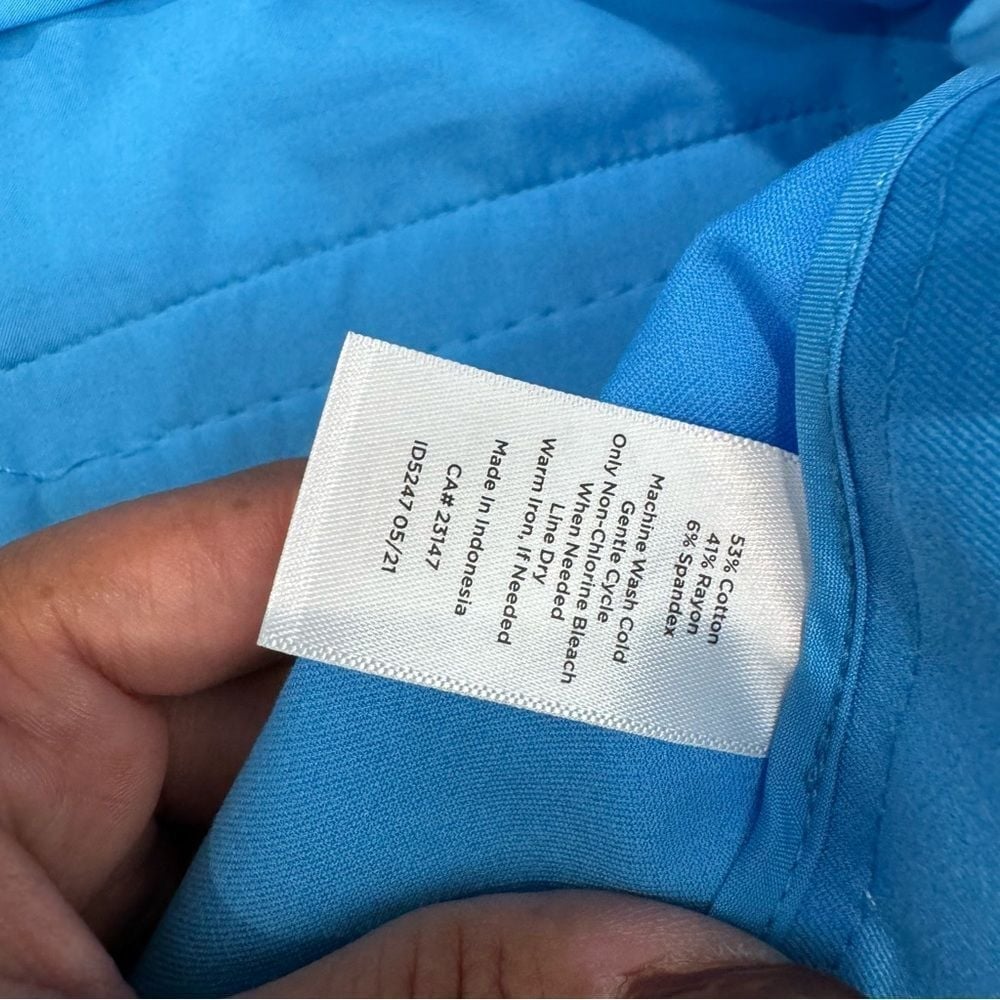 53% Cotton
41% Rayon
6% Spandex
Machine Wash Cold
Gentle Cycle
Only Non-Chlorine Bleach
When Needed
Line Dry
Warm Iron, If Needed
Made In Indonesia
CA# 23147
ID5247 05/21